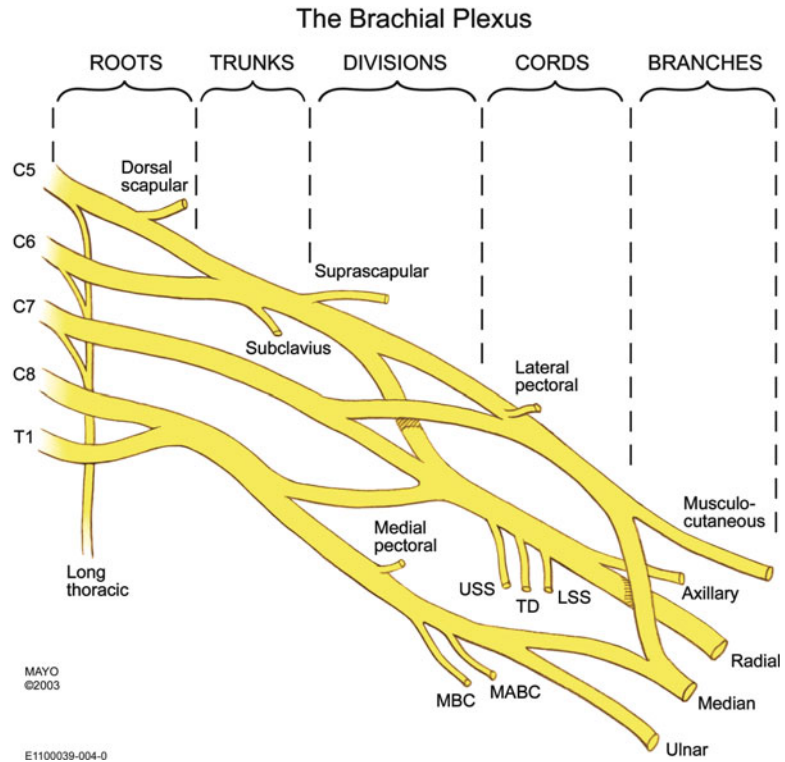 The Brachial Plexus
ROOTS
TRUNKS
DIVISIONS
CORDS
BRANCHES
C5
Dorsal
scapular
C6
Suprascapular
C7
Subclavius
C8
Lateral
pectoral
T1
Musculo-
cutaneous
Medial
pectoral
Long
thoracic
USS
TD
LSS
Axillary
Radial
MBC
MABC
Median
Ulnar
MAYO
©2003
E1100039-004-0